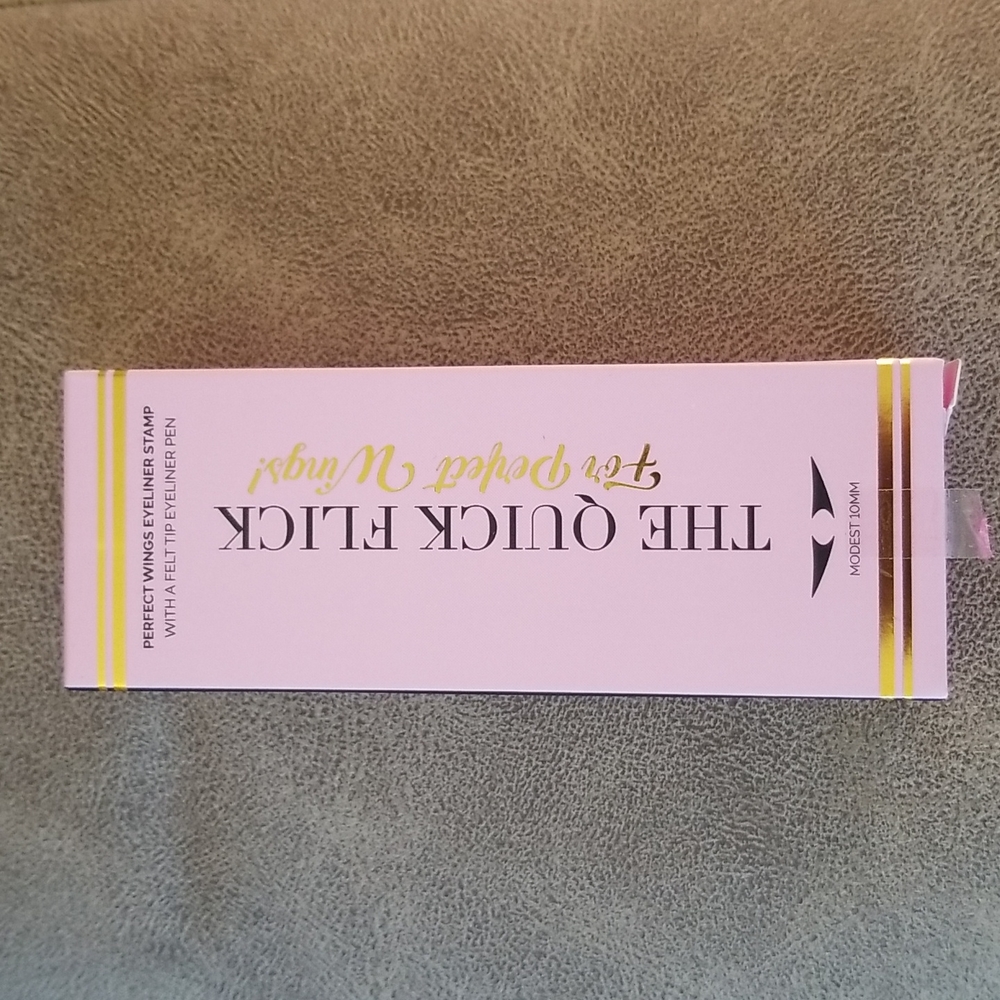 THE QUICK FLICK
For Perfect Wings!
PERFECT WINGS EYELINER STAMP
WITH A FELT TIP EYELINER PEN
MODEST 10MM